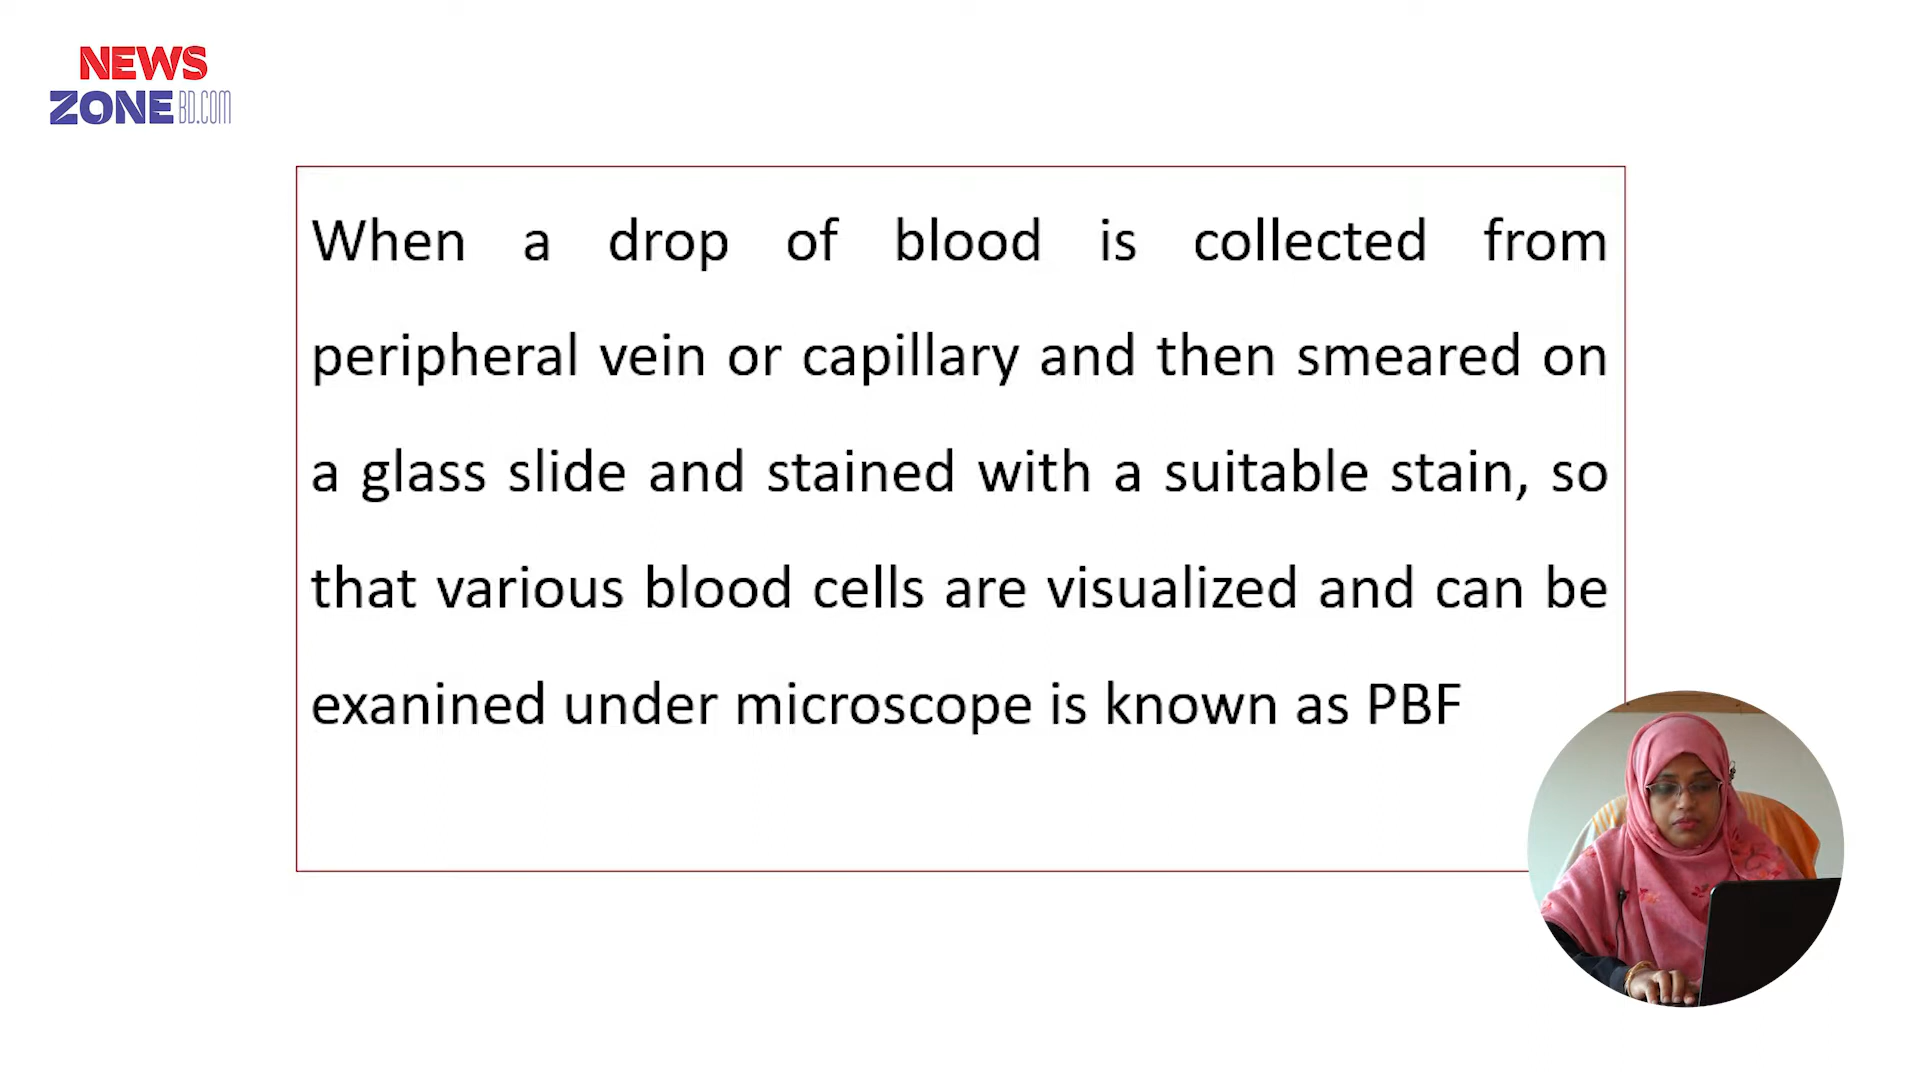 NEWS
ZONE BD.COM
When a drop of blood is collected from
peripheral vein or capillary and then smeared on
a glass slide and stained with a suitable stain, so
that various blood cells are visualized and can be
exanined under microscope is known as PBF